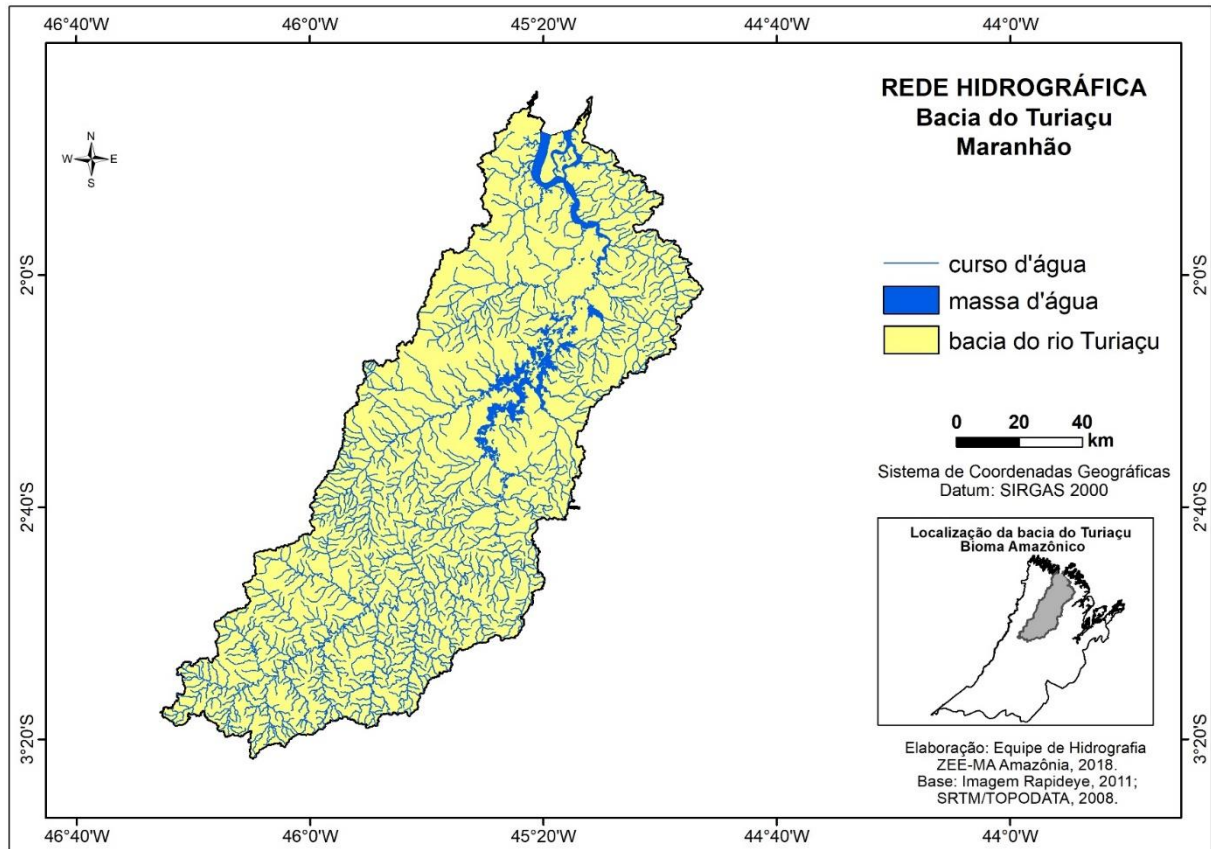 46°40'W 46°0'W 45°20'W 44°40'W 44°0'W
REDE HIDROGRÁFICA
Bacia do Turiaçu
Maranhão
N
W E
S
curso d'água
massa d'água
bacia do rio Turiaçu
2°0'S 2°0'S
0 20 40
km
Sistema de Coordenadas Geográficas
Datum: SIRGAS 2000
2°40'S 2°40'S
Localização da bacia do Turiaçu
Bioma Amazônico
3°20'S 3°20'S
Elaboração: Equipe de Hidrografia
ZEE-MA Amazônia, 2018.
Base: Imagem Rapideye, 2011;
SRTM/TOPODATA, 2008.
46°40'W 46°0'W 45°20'W 44°40'W 44°0'W